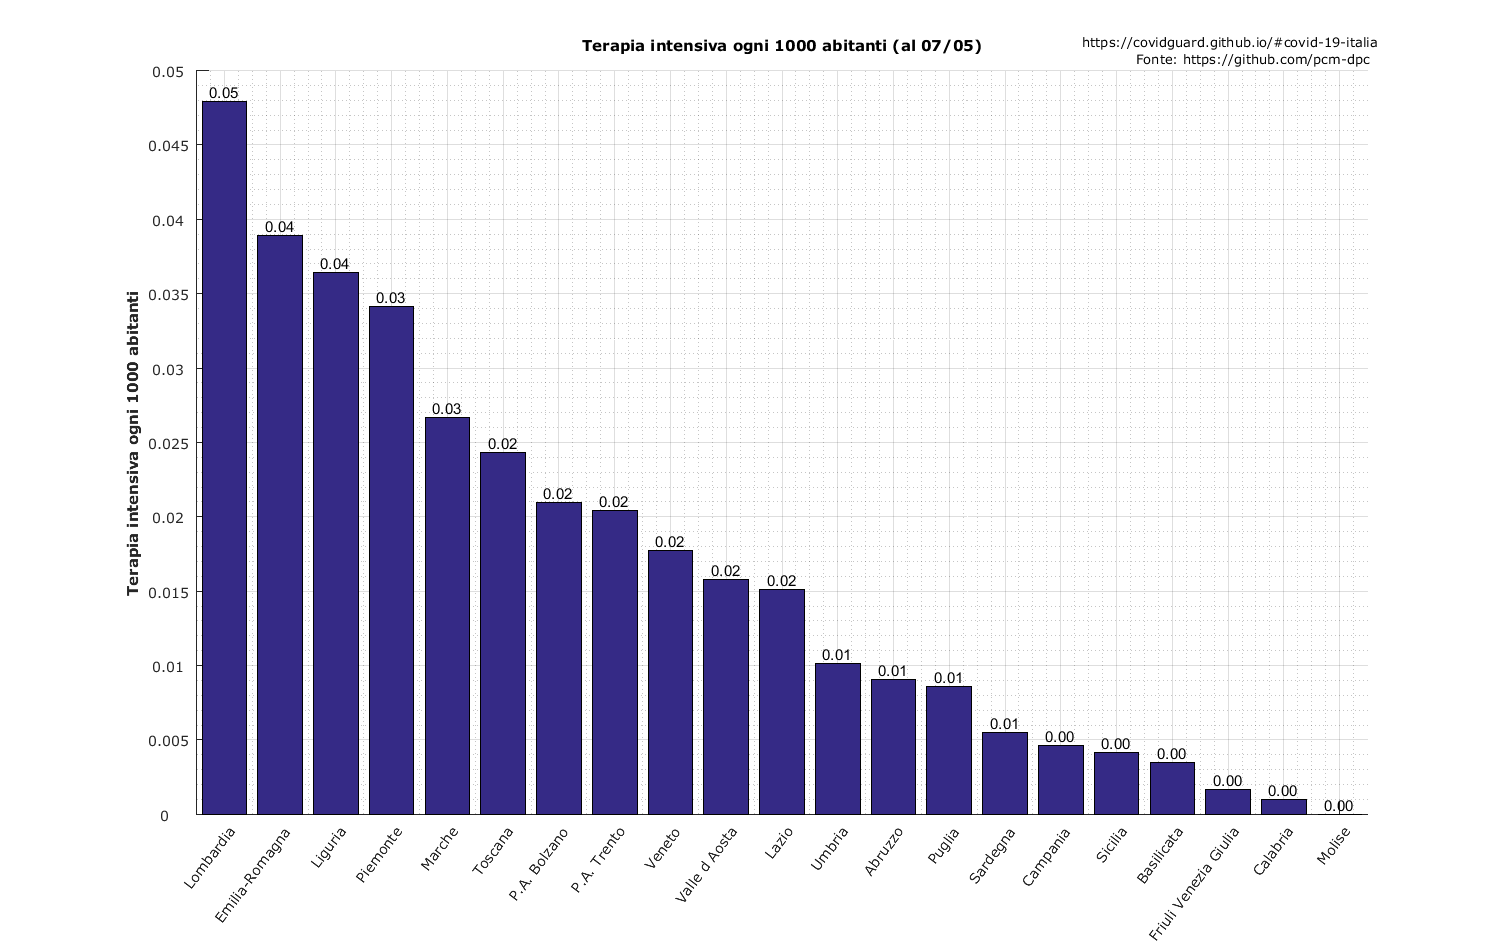 Terapia intensiva ogni 1000 abitanti (al 07/05)
https://covidguard.github.io/#covid-19-italia
Fonte: https://github.com/pcm-dpc
Terapia intensiva ogni 1000 abitanti
0.05
0.045
0.04
0.035
0.03
0.025
0.02
0.015
0.01
0.005
0
0.05
0.04
0.04
0.03
0.03
0.02
0.02
0.02
0.02
0.02
0.02
0.01
0.01
0.01
0.01
0.00
0.00
0.00
0.00
0.00
0.00
Lombardia
Emilia-Romagna
Liguria
Piemonte
Marche
Toscana
P.A. Bolzano
P.A. Trento
Veneto
Valle d Aosta
Lazio
Umbria
Abruzzo
Puglia
Sardegna
Campania
Sicilia
Basilicata
Friuli Venezia Giulia
Calabria
Molise